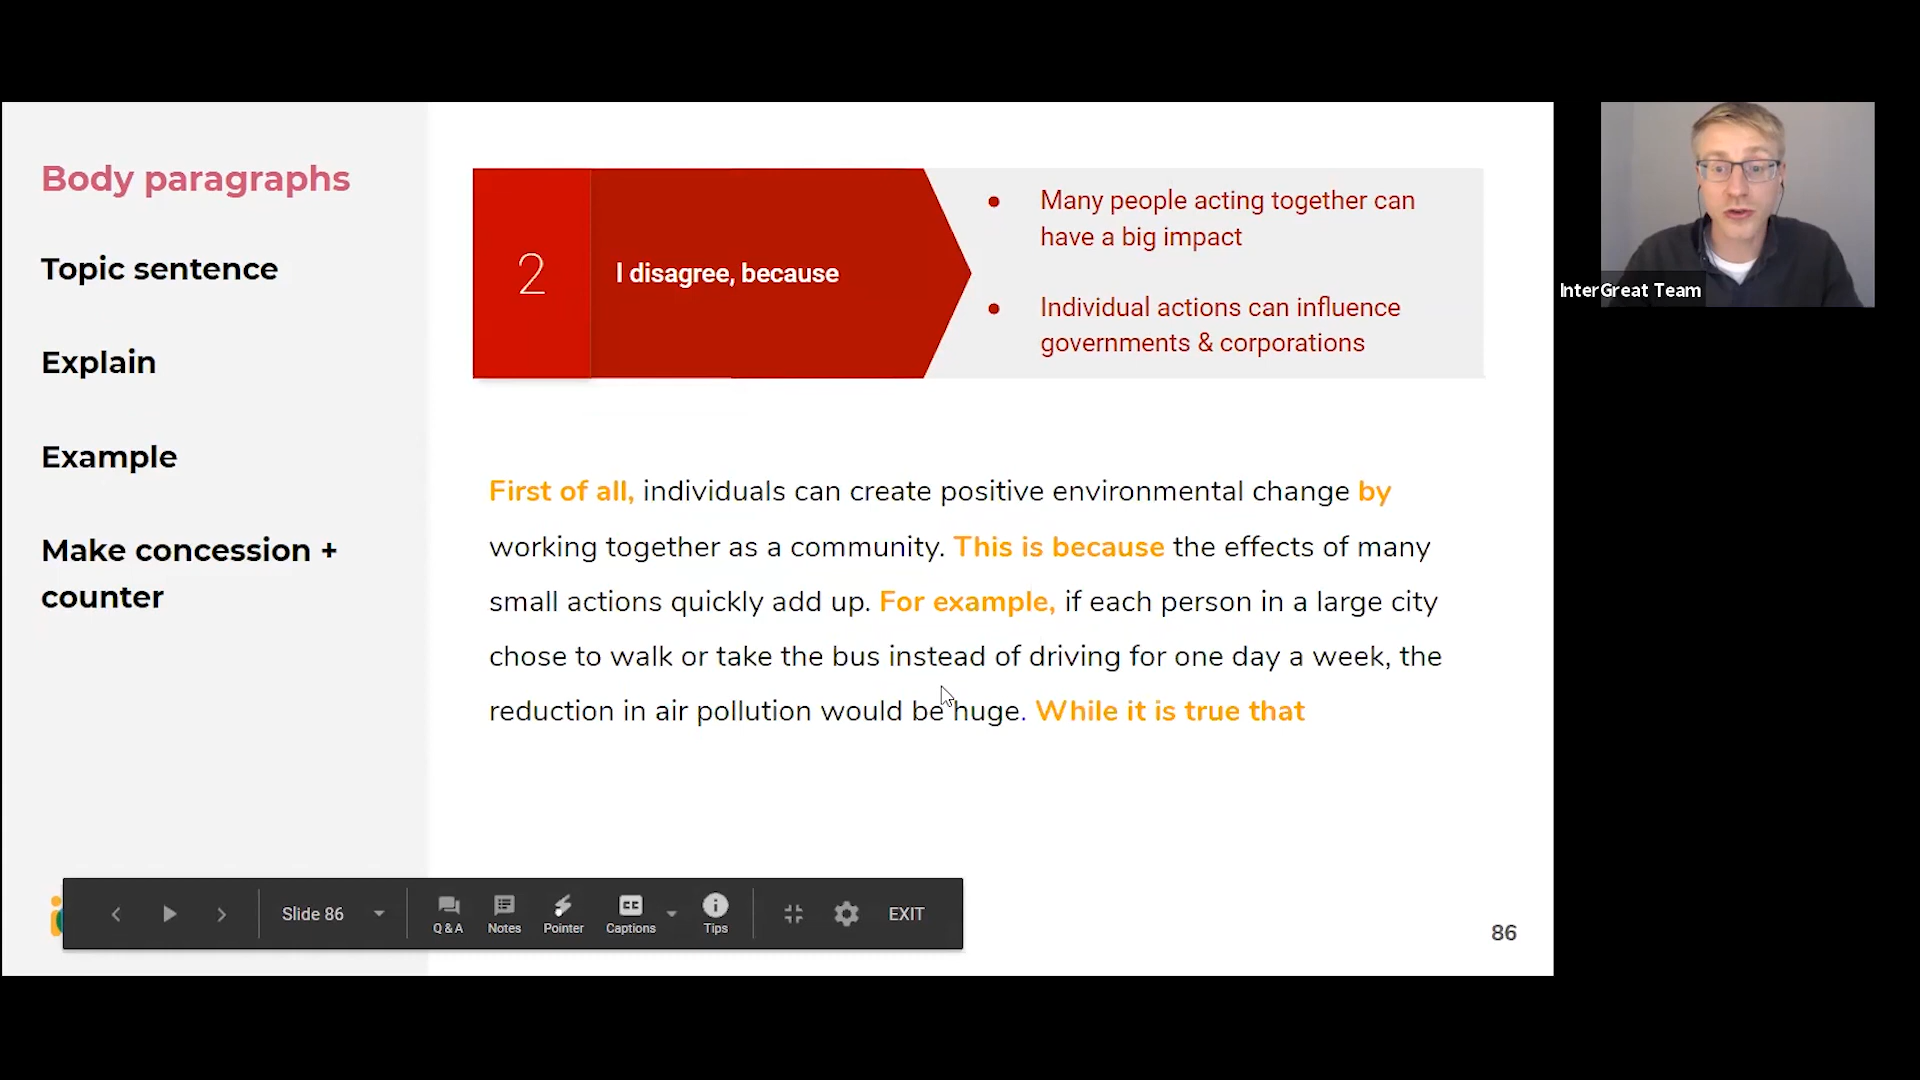 Body paragraphs
Topic sentence
Explain
Example
Make concession +
counter
2
I disagree, because
● Many people acting together can
have a big impact
● Individual actions can influence
governments & corporations
First of all, individuals can create positive environmental change by
working together as a community. This is because the effects of many
small actions quickly add up. For example, if each person in a large city
chose to walk or take the bus instead of driving for one day a week, the
reduction in air pollution would be huge. While it is true that
InterGreat Team
Slide 86
Q & A
Notes
Pointer
CC
Captions
Tips
EXIT
86